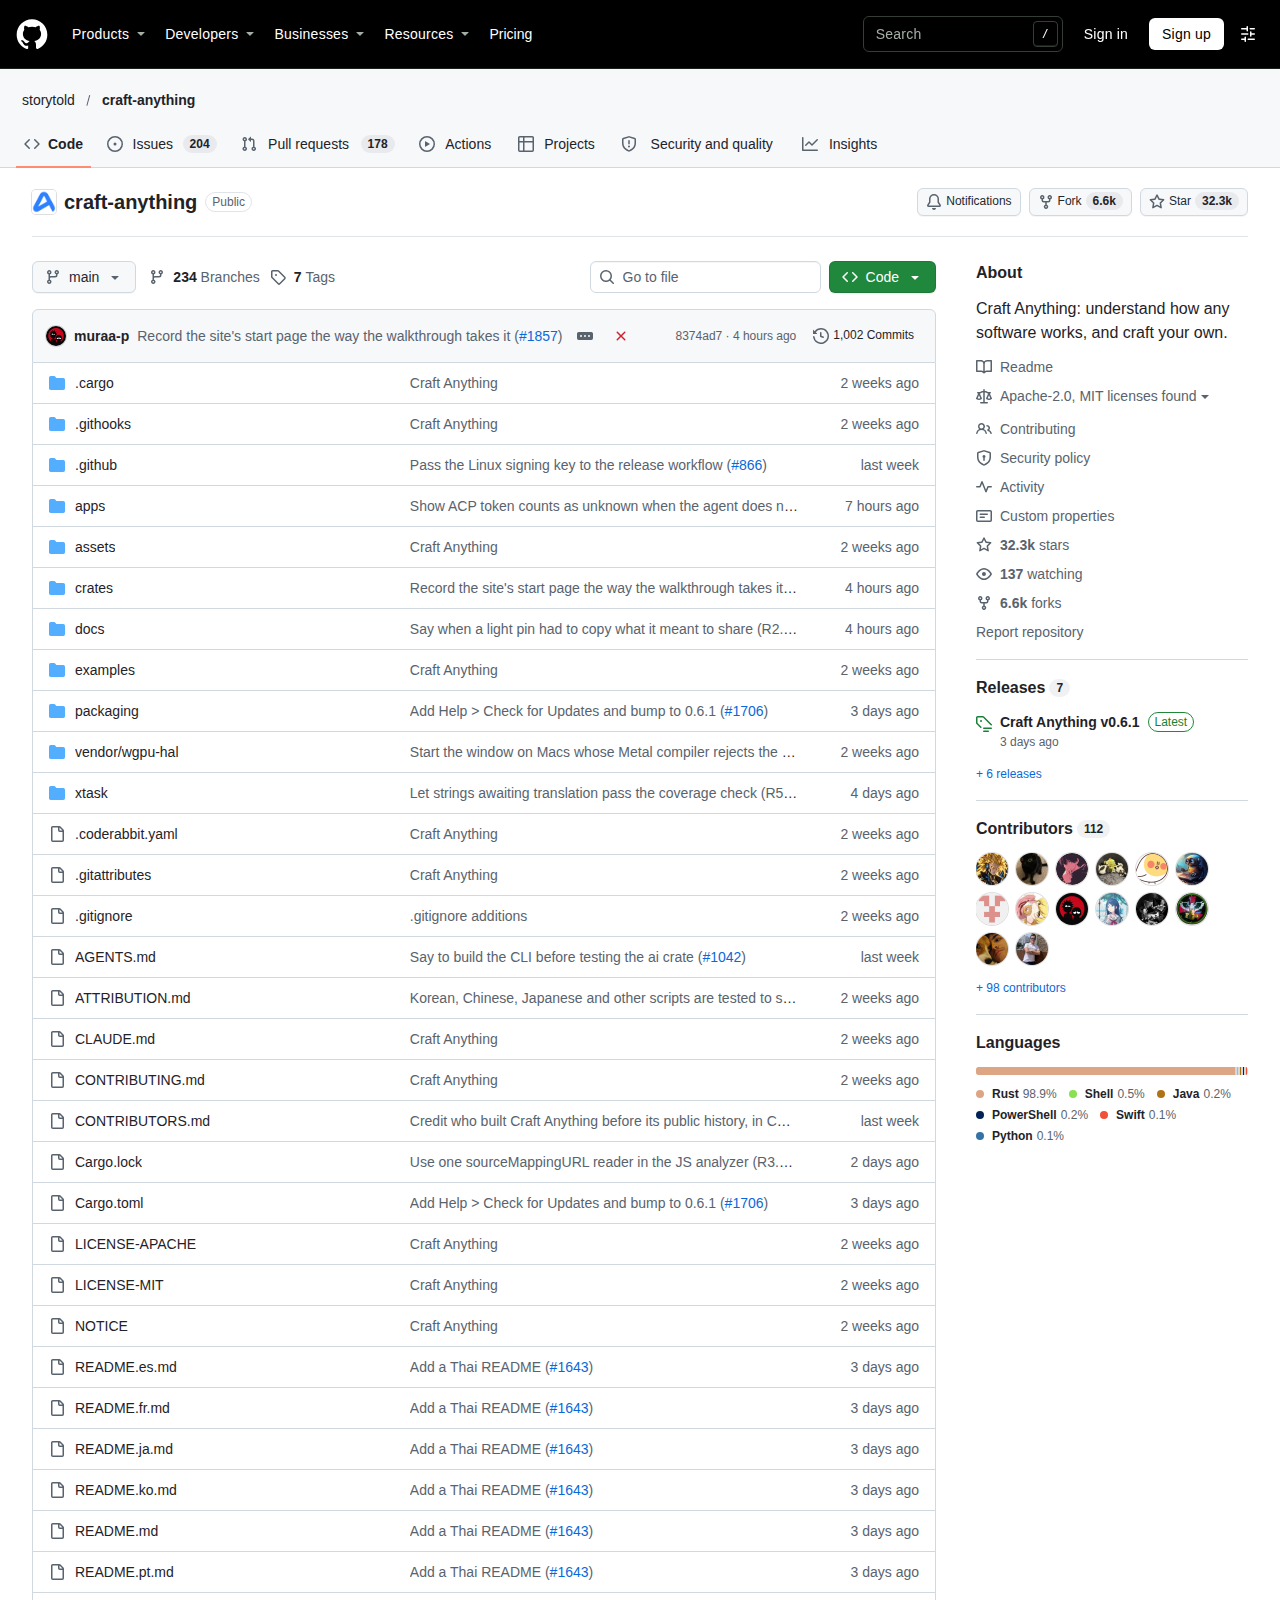 Products Developers Businesses Resources Pricing Search / Sign in Sign up
storytold / craft-anything
Code Issues 204 Pull requests 178 Actions Projects Security and quality Insights
craft-anything Public Notifications Fork 6.6k Star 32.3k
main 234 Branches 7 Tags Go to file Code
muraa-p Record the site's start page the way the walkthrough takes it (#1857) 8374ad7 · 4 hours ago 1,002 Commits
.cargo Craft Anything 2 weeks ago
.githooks Craft Anything 2 weeks ago
.github Pass the Linux signing key to the release workflow (#866) last week
apps Show ACP token counts as unknown when the agent does n… 7 hours ago
assets Craft Anything 2 weeks ago
crates Record the site's start page the way the walkthrough takes it… 4 hours ago
docs Say when a light pin had to copy what it meant to share (R2.… 4 hours ago
examples Craft Anything 2 weeks ago
packaging Add Help > Check for Updates and bump to 0.6.1 (#1706) 3 days ago
vendor/wgpu-hal Start the window on Macs whose Metal compiler rejects the … 2 weeks ago
xtask Let strings awaiting translation pass the coverage check (R5… 4 days ago
.coderabbit.yaml Craft Anything 2 weeks ago
.gitattributes Craft Anything 2 weeks ago
.gitignore .gitignore additions 2 weeks ago
AGENTS.md Say to build the CLI before testing the ai crate (#1042) last week
ATTRIBUTION.md Korean, Chinese, Japanese and other scripts are tested to s… 2 weeks ago
CLAUDE.md Craft Anything 2 weeks ago
CONTRIBUTING.md Craft Anything 2 weeks ago
CONTRIBUTORS.md Credit who built Craft Anything before its public history, in C… last week
Cargo.lock Use one sourceMappingURL reader in the JS analyzer (R3.… 2 days ago
Cargo.toml Add Help > Check for Updates and bump to 0.6.1 (#1706) 3 days ago
LICENSE-APACHE Craft Anything 2 weeks ago
LICENSE-MIT Craft Anything 2 weeks ago
NOTICE Craft Anything 2 weeks ago
README.es.md Add a Thai README (#1643) 3 days ago
README.fr.md Add a Thai README (#1643) 3 days ago
README.ja.md Add a Thai README (#1643) 3 days ago
README.ko.md Add a Thai README (#1643) 3 days ago
README.md Add a Thai README (#1643) 3 days ago
README.pt.md Add a Thai README (#1643) 3 days ago
About
Craft Anything: understand how any
software works, and craft your own.
Readme
Apache-2.0, MIT licenses found
Contributing
Security policy
Activity
Custom properties
32.3k stars
137 watching
6.6k forks
Report repository
Releases 7
Craft Anything v0.6.1 Latest
3 days ago
+ 6 releases
Contributors 112
+ 98 contributors
Languages
Rust 98.9% Shell 0.5% Java 0.2%
PowerShell 0.2% Swift 0.1%
Python 0.1%